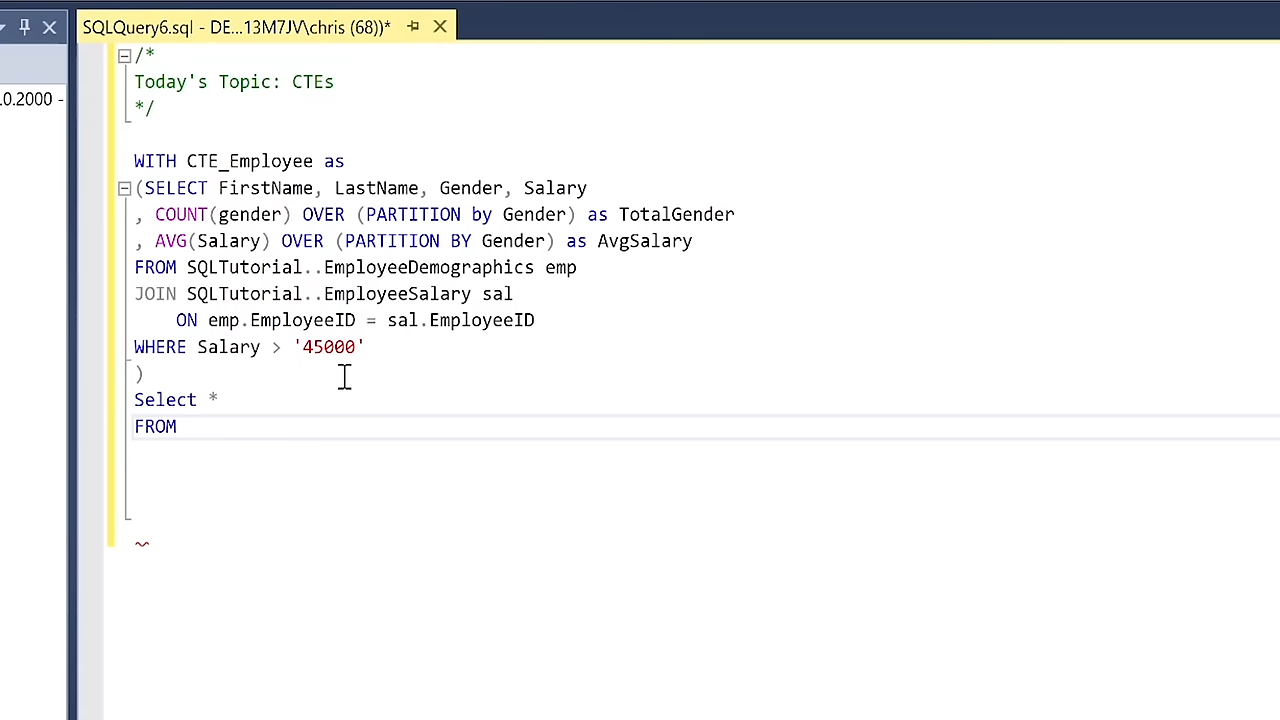 SQLQuery6.sql - DE...13M7JV\chris (68))*
.0.2000 -
/*
Today's Topic: CTEs
*/
WITH CTE_Employee as
(SELECT FirstName, LastName, Gender, Salary
, COUNT(gender) OVER (PARTITION by Gender) as TotalGender
, AVG(Salary) OVER (PARTITION BY Gender) as AvgSalary
FROM SQLTutorial..EmployeeDemographics emp
JOIN SQLTutorial..EmployeeSalary sal
ON emp.EmployeeID = sal.EmployeeID
WHERE Salary > '45000'
)
Select *
FROM